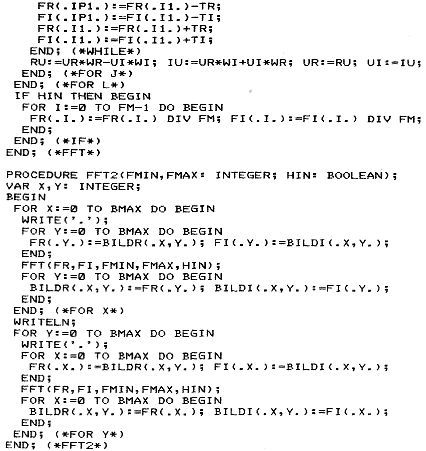 FR(.IP1.):=FR(.I1.)-TR;
FI(.IP1.):=FI(.I1.)-TI;
FR(.I1.):=FR(.I1.)+TR;
FI(.I1.):=FI(.I1.)+TI;
END; (*WHILE*)
RU:=UR*WR-UI*WI; IU:=UR*WI+UI*WR; UR:=RU; UI:=IU;
END; (*FOR J*)
END; (*FOR L*)
IF HIN THEN BEGIN
FOR I:=0 TO FM-1 DO BEGIN
FR(.I.):=FR(.I.) DIV FM; FI(.I.):=FI(.I.) DIV FM;
END;
END; (*IF*)
END; (*FFT*)
PROCEDURE FFT2(FMIN,FMAX: INTEGER; HIN: BOOLEAN);
VAR X,Y: INTEGER;
BEGIN
FOR X:=0 TO BMAX DO BEGIN
WRITE('.');
FOR Y:=0 TO BMAX DO BEGIN
FR(.Y.):=BILDR(.X,Y.); FI(.Y.):=BILDI(.X,Y.);
END;
FFT(FR,FI,FMIN,FMAX,HIN);
FOR Y:=0 TO BMAX DO BEGIN
BILDR(.X,Y.):=FR(.Y.); BILDI(.X,Y.):=FI(.Y.);
END;
END; (*FOR X*)
WRITELN;
FOR Y:=0 TO BMAX DO BEGIN
WRITE('.');
FOR X:=0 TO BMAX DO BEGIN
FR(.X.):=BILDR(.X,Y.); FI(.X.):=BILDI(.X,Y.);
END;
FFT(FR,FI,FMIN,FMAX,HIN);
FOR X:=0 TO BMAX DO BEGIN
BILDR(.X,Y.):=FR(.X.); BILDI(.X,Y.):=FI(.X.);
END;
END; (*FOR Y*)
END; (*FFT2*)